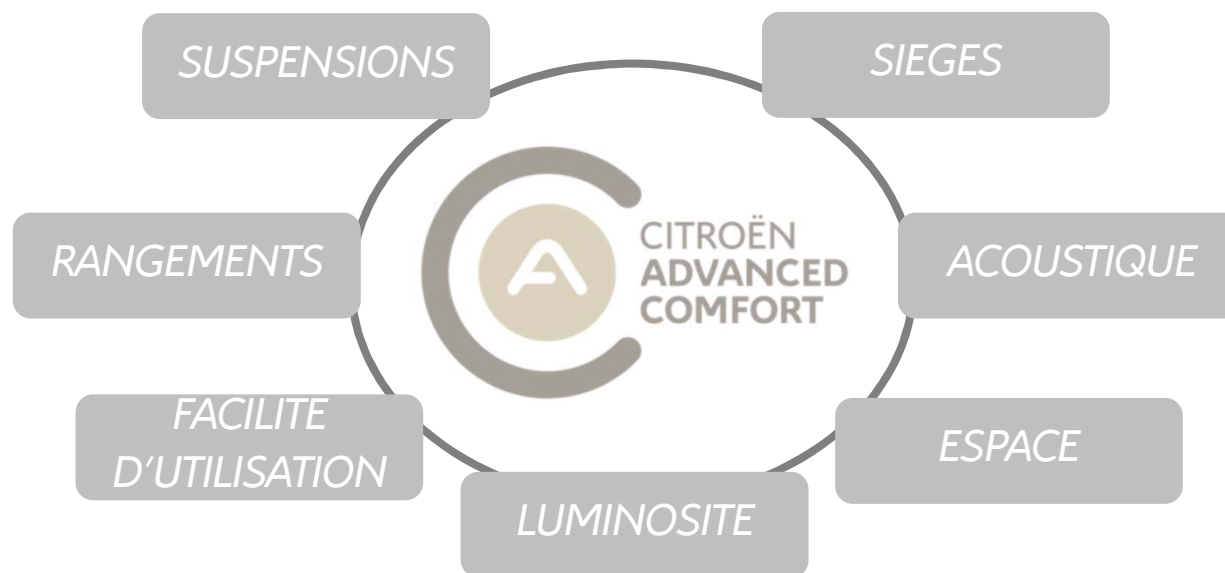 SUSPENSIONS
SIEGES
CITROËN
ADVANCED
COMFORT
RANGEMENTS
ACOUSTIQUE
FACILITE
D’UTILISATION
ESPACE
LUMINOSITE